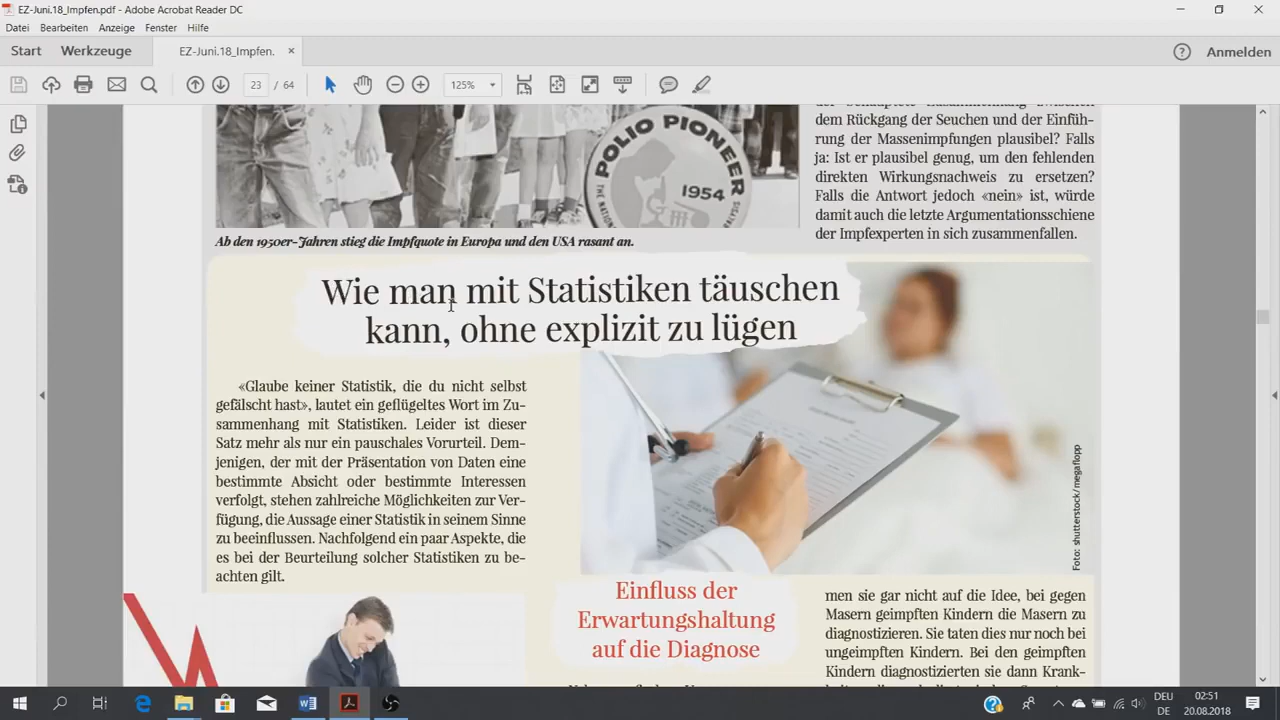 EZ-Juni.18_Impfen.pdf - Adobe Acrobat Reader DC
Datei Bearbeiten Anzeige Fenster Hilfe
Start Werkzeuge EZ-Juni.18_Impfen. × ? Anmelden
23 / 64 125%
POLIO PIONEER
1954
dem Rückgang der Seuchen und der Einfüh-
rung der Massenimpfungen plausibel? Falls
ja: Ist er plausibel genug, um den fehlenden
direkten Wirkungsnachweis zu ersetzen?
Falls die Antwort jedoch «nein» ist, würde
damit auch die letzte Argumentationsschiene
der Impfexperten in sich zusammenfallen.
Ab den 1950er-Jahren stieg die Impfquote in Europa und den USA rasant an.
Wie man mit Statistiken täuschen
kann, ohne explizit zu lügen
«Glaube keiner Statistik, die du nicht selbst
gefälscht hast», lautet ein geflügeltes Wort im Zu-
sammenhang mit Statistiken. Leider ist dieser
Satz mehr als nur ein pauschales Vorurteil. Dem-
jenigen, der mit der Präsentation von Daten eine
bestimmte Absicht oder bestimmte Interessen
verfolgt, stehen zahlreiche Möglichkeiten zur Ver-
fügung, die Aussage einer Statistik in seinem Sinne
zu beeinflussen. Nachfolgend ein paar Aspekte, die
es bei der Beurteilung solcher Statistiken zu be-
achten gilt.
Foto: shutterstock/megaflopp
Einfluss der
Erwartungshaltung
auf die Diagnose
men sie gar nicht auf die Idee, bei gegen
Masern geimpften Kindern die Masern zu
diagnostizieren. Sie taten dies nur noch bei
ungeimpften Kindern. Bei den geimpften
Kindern diagnostizierten sie dann Krank-
DEU 02:51
DE 20.08.2018